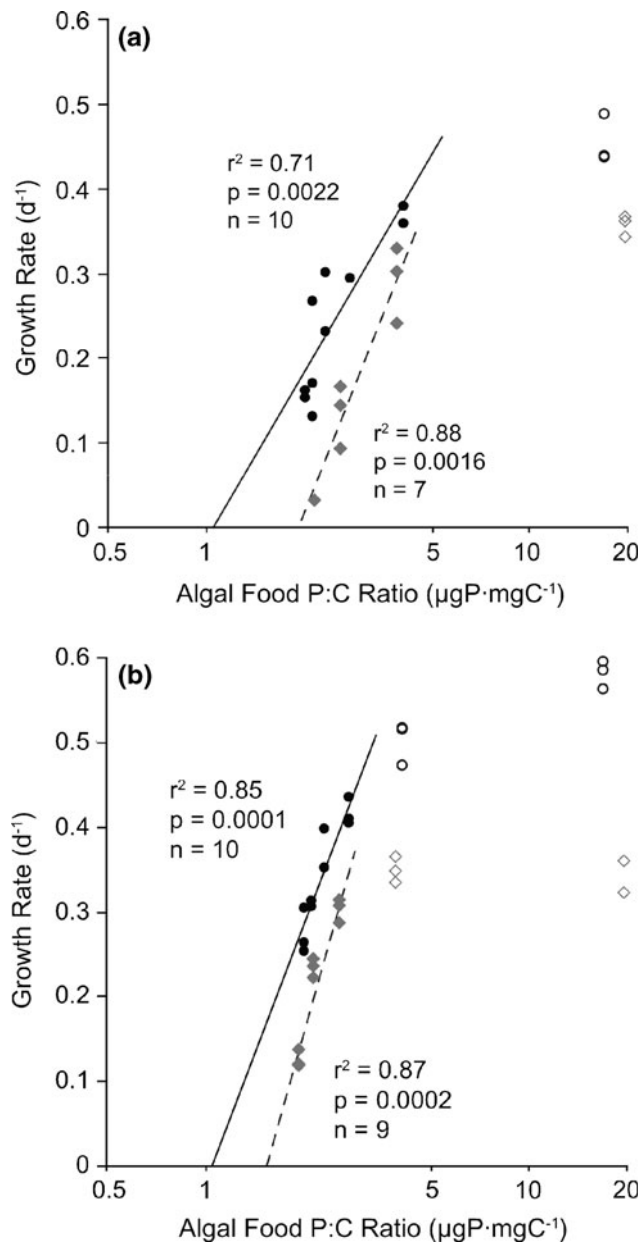 (a)
0.6
0.5
0.4
0.3
0.2
0.1
0
Growth Rate (d⁻¹)
r² = 0.71
p = 0.0022
n = 10
r² = 0.88
p = 0.0016
n = 7
0.5 1 5 10 20
Algal Food P:C Ratio (µgP·mgC⁻¹)
(b)
0.6
0.5
0.4
0.3
0.2
0.1
0
Growth Rate (d⁻¹)
r² = 0.85
p = 0.0001
n = 10
r² = 0.87
p = 0.0002
n = 9
0.5 1 5 10 20
Algal Food P:C Ratio (µgP·mgC⁻¹)